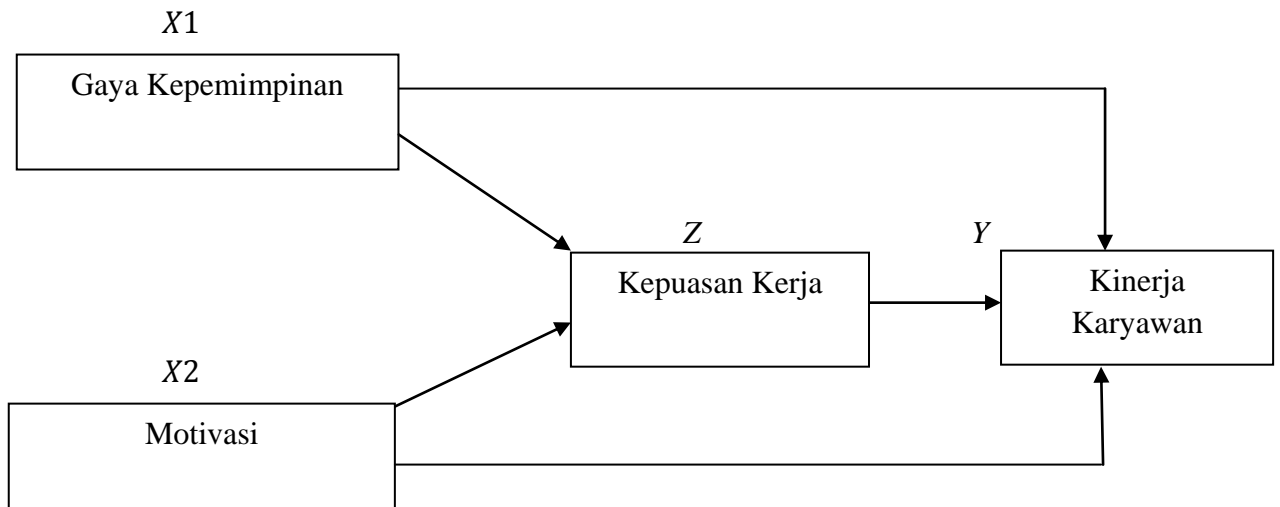 X1
Gaya Kepemimpinan
Z
Y
Kepuasan Kerja
Kinerja
Karyawan
X2
Motivasi